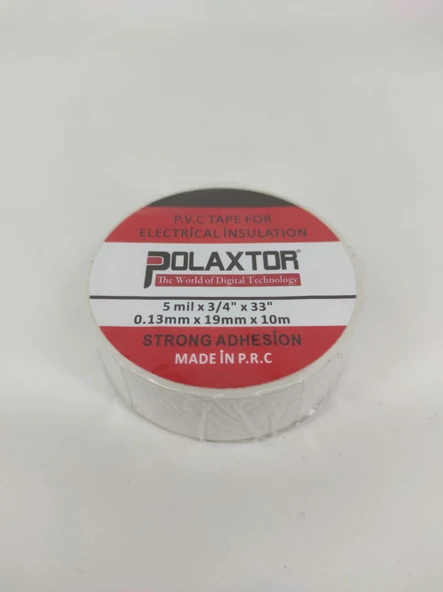 P.V.C TAPE FOR
ELECTRICAL İNSULATION
POLAXTOR®
The World of Digital Technology
5 mil x 3/4" x 33"
0.13mm x 19mm x 10m
STRONG ADHESİON
MADE İN P.R.C